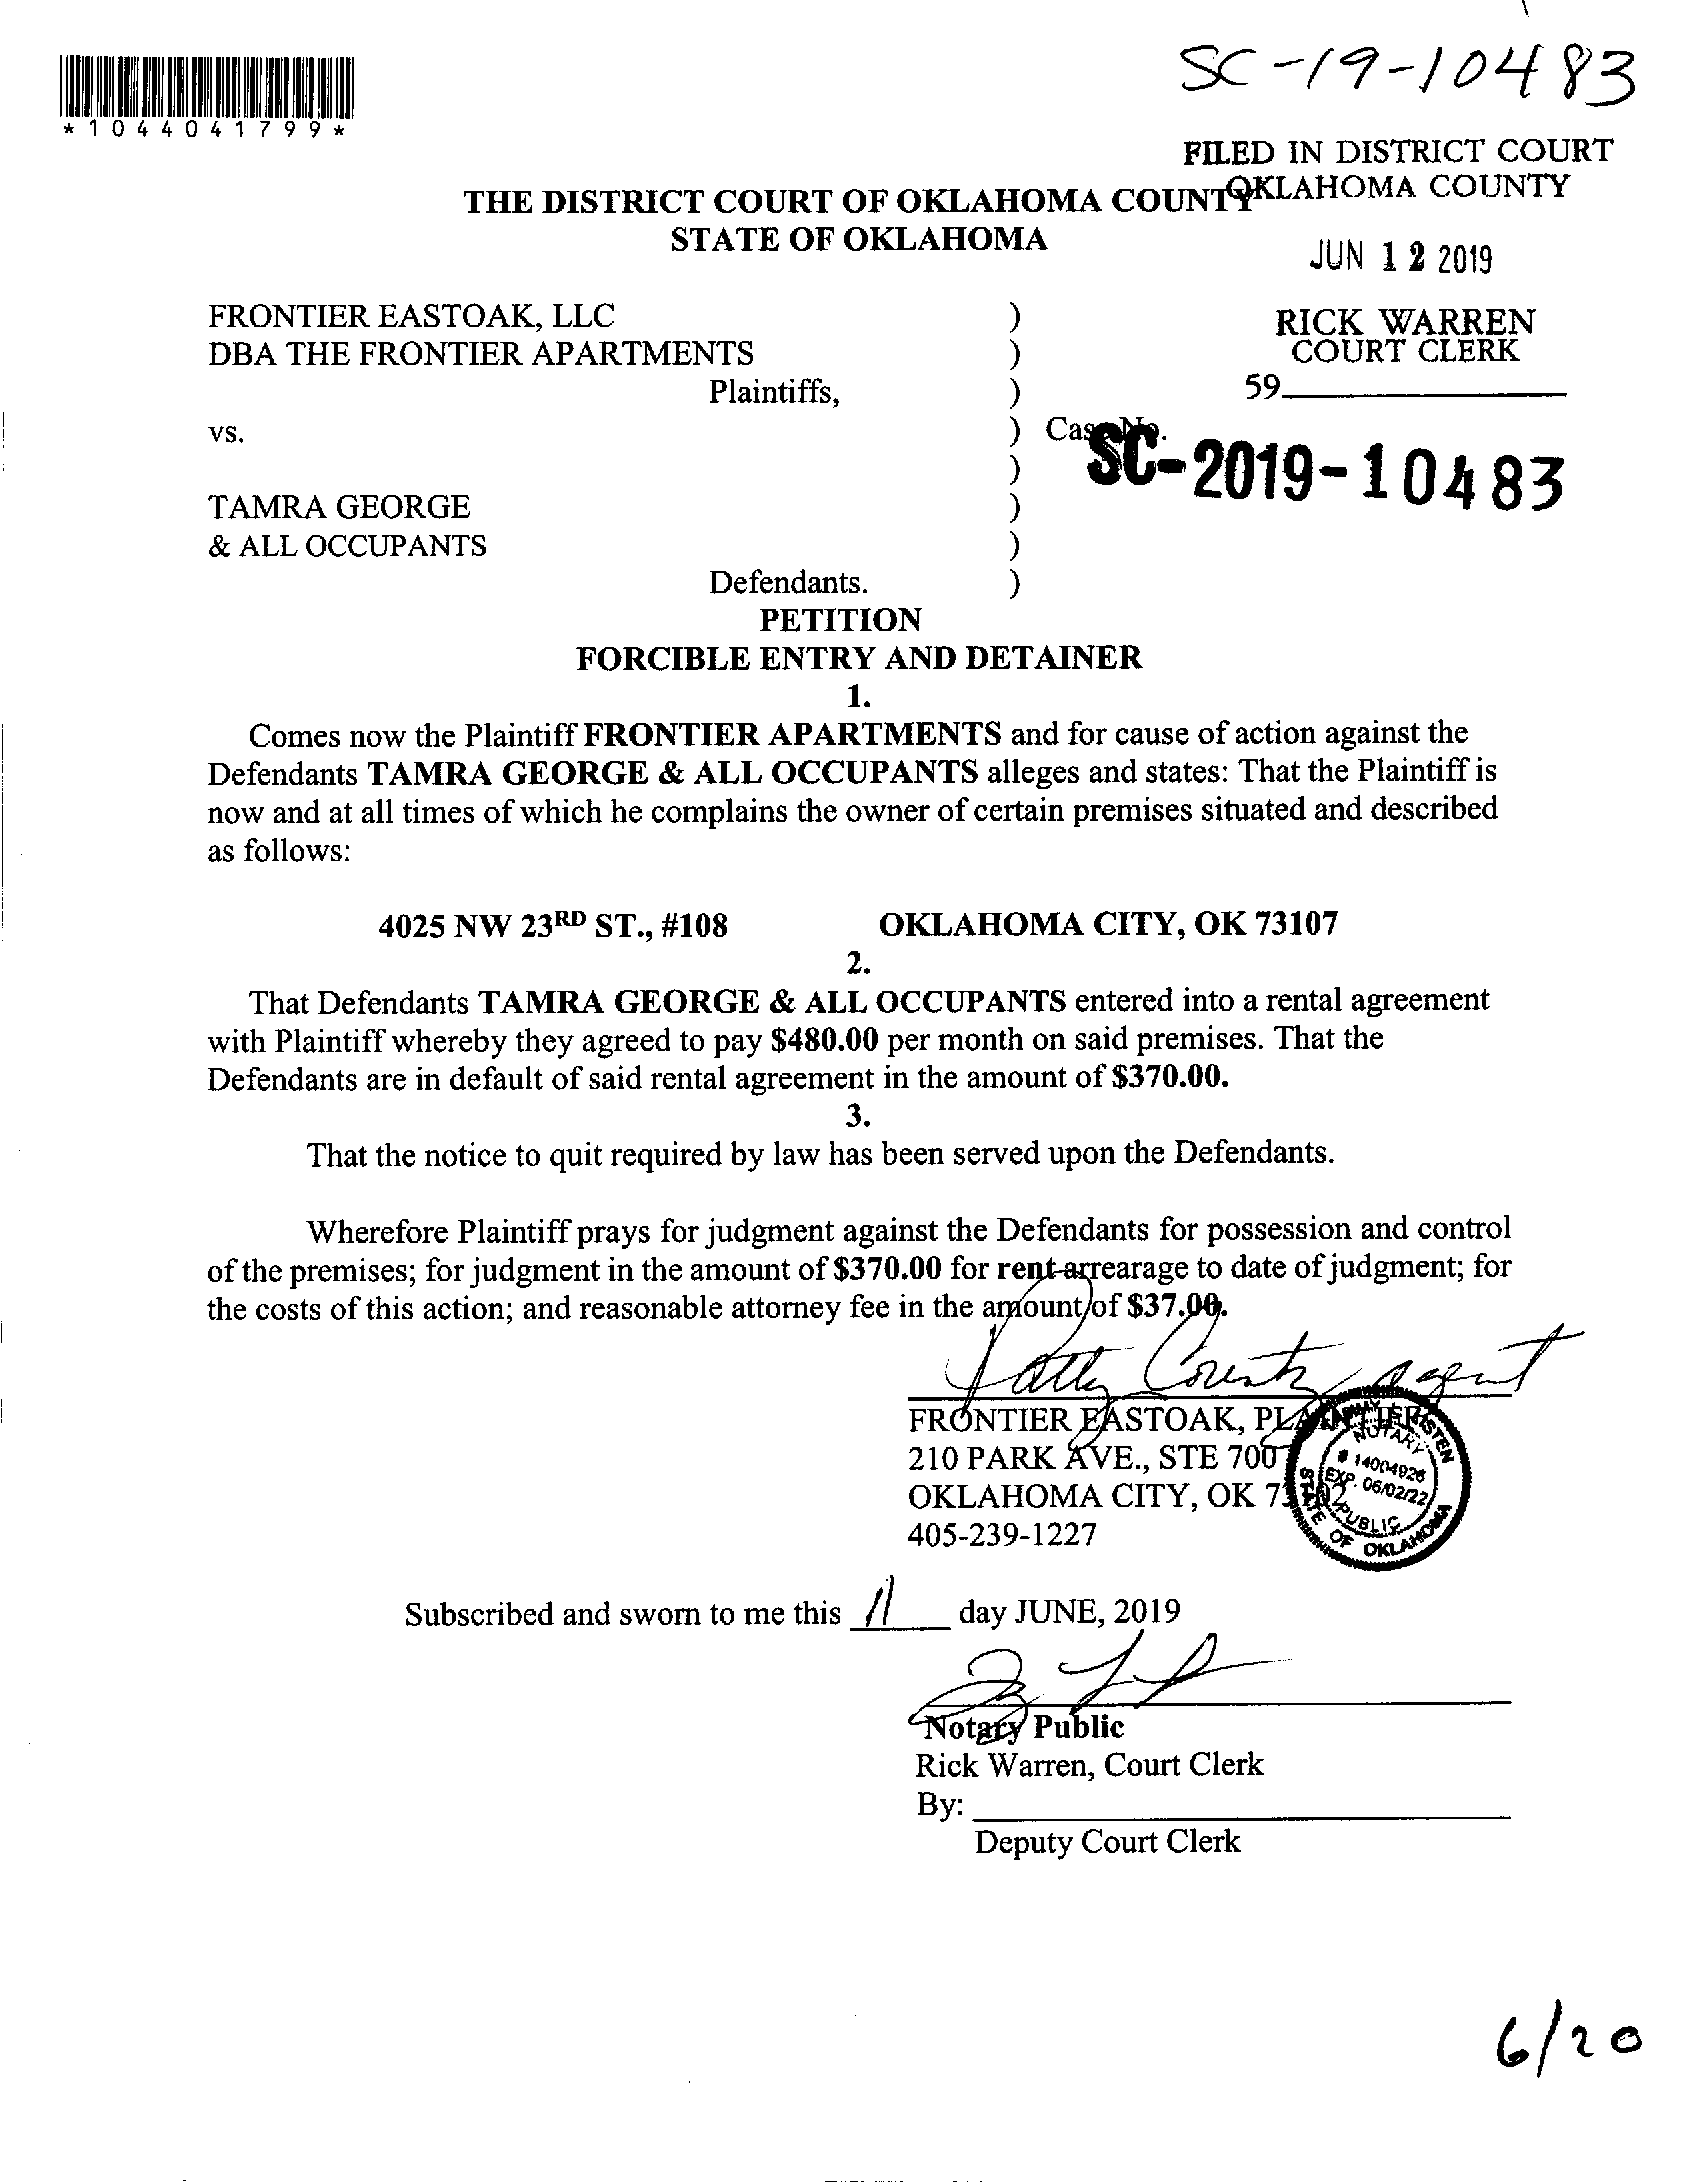 SC-19-10483
*1044041799*
FILED IN DISTRICT COURT
OKLAHOMA COUNTY
THE DISTRICT COURT OF OKLAHOMA COUNTY
STATE OF OKLAHOMA
JUN 12 2019
FRONTIER EASTOAK, LLC )
RICK WARREN
DBA THE FRONTIER APARTMENTS )
COURT CLERK
Plaintiffs, )
59
vs. ) Case No.
)
SC-2019-10483
TAMRA GEORGE )
& ALL OCCUPANTS )
Defendants. )
PETITION
FORCIBLE ENTRY AND DETAINER
1.
Comes now the Plaintiff FRONTIER APARTMENTS and for cause of action against the
Defendants TAMRA GEORGE & ALL OCCUPANTS alleges and states: That the Plaintiff is
now and at all times of which he complains the owner of certain premises situated and described
as follows:
4025 NW 23RD ST., #108 OKLAHOMA CITY, OK 73107
2.
That Defendants TAMRA GEORGE & ALL OCCUPANTS entered into a rental agreement
with Plaintiff whereby they agreed to pay $480.00 per month on said premises. That the
Defendants are in default of said rental agreement in the amount of $370.00.
3.
That the notice to quit required by law has been served upon the Defendants.
Wherefore Plaintiff prays for judgment against the Defendants for possession and control
of the premises; for judgment in the amount of $370.00 for rent arrearage to date of judgment; for
the costs of this action; and reasonable attorney fee in the amount of $37.00.
agent
FRONTIER EASTOAK, PLAINTIFF
210 PARK AVE., STE 700
OKLAHOMA CITY, OK 73102
405-239-1227
NOTARY
# 14004926
EXP. 06/02/22
PUBLIC
STATE OF OKLAHOMA
Subscribed and sworn to me this 11 day JUNE, 2019
Notary Public
Rick Warren, Court Clerk
By:
Deputy Court Clerk
6/20